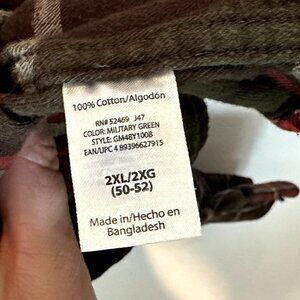 100% Cotton/Algodón
RN# 52469 J47
COLOR: MILITARY GREEN
STYLE: GM48Y100B
EAN/UPC 4 89396627915
2XL/2XG
(50-52)
Made in/Hecho en
Bangladesh